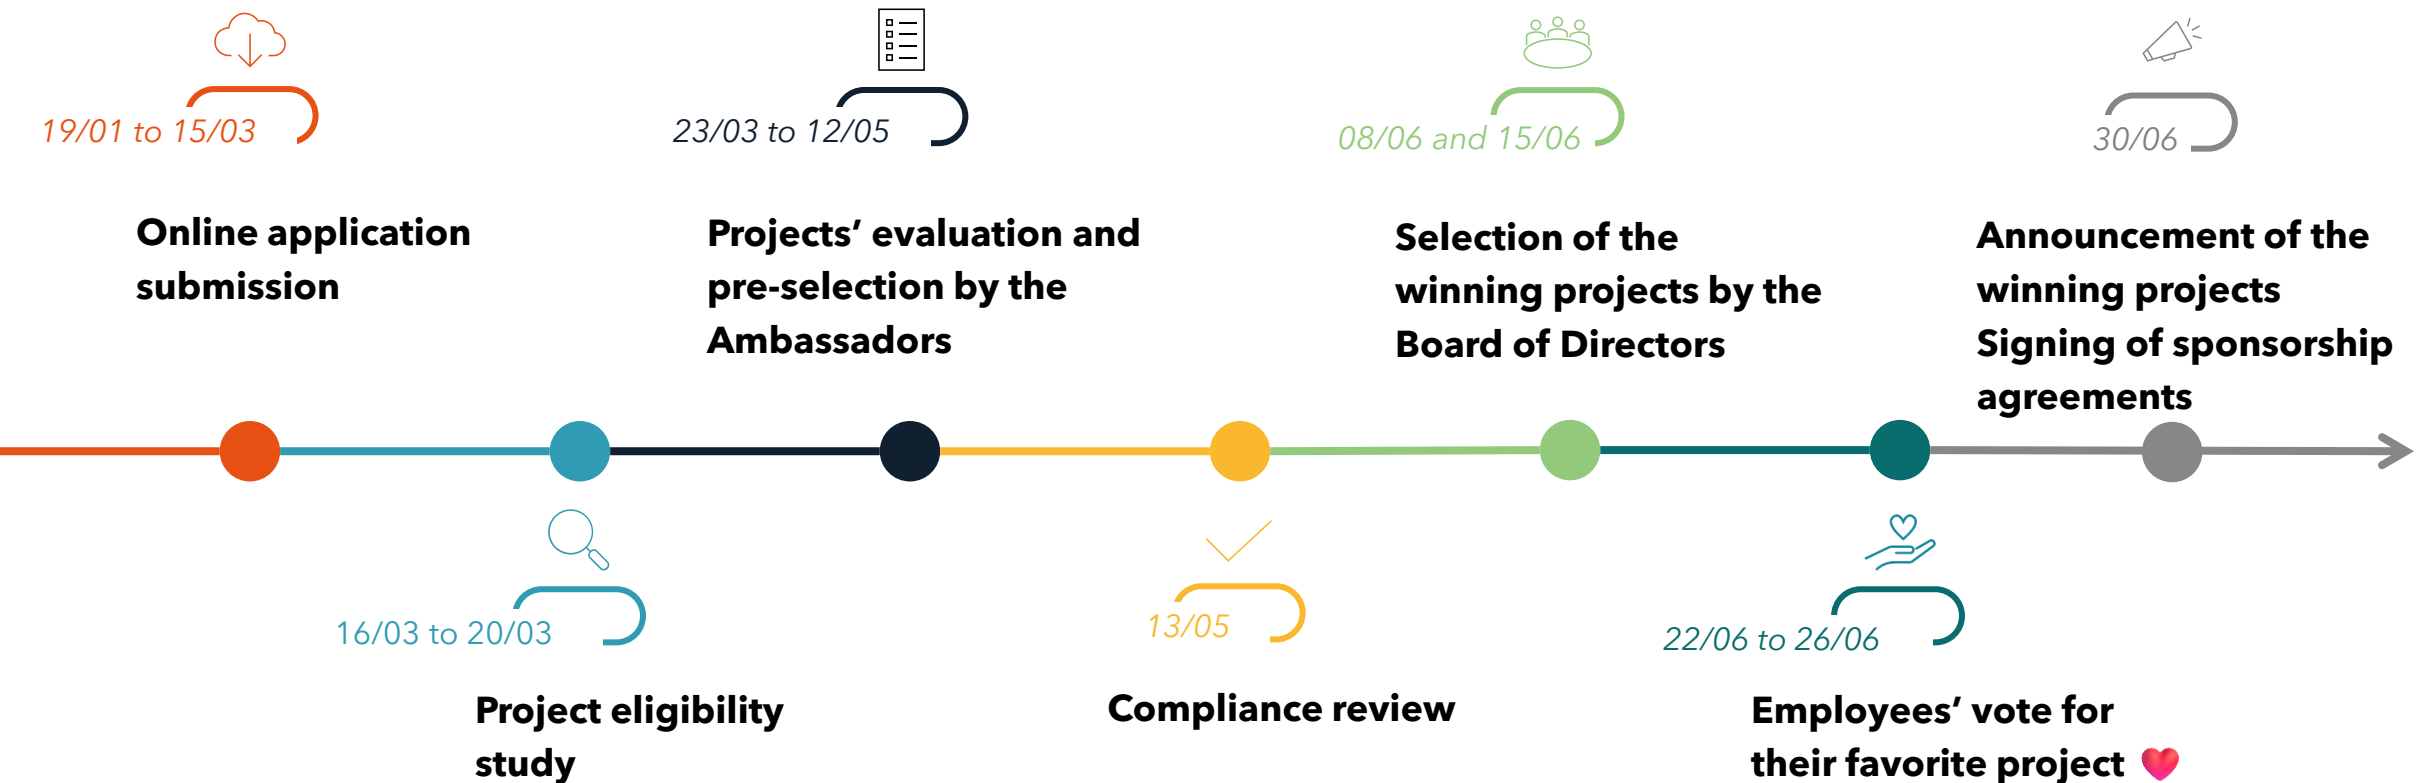 19/01 to 15/03
Online application
submission
16/03 to 20/03
Project eligibility
study
23/03 to 12/05
Projects’ evaluation and
pre-selection by the
Ambassadors
13/05
Compliance review
08/06 and 15/06
Selection of the
winning projects by the
Board of Directors
22/06 to 26/06
Employees’ vote for
their favorite project
30/06
Announcement of the
winning projects
Signing of sponsorship
agreements